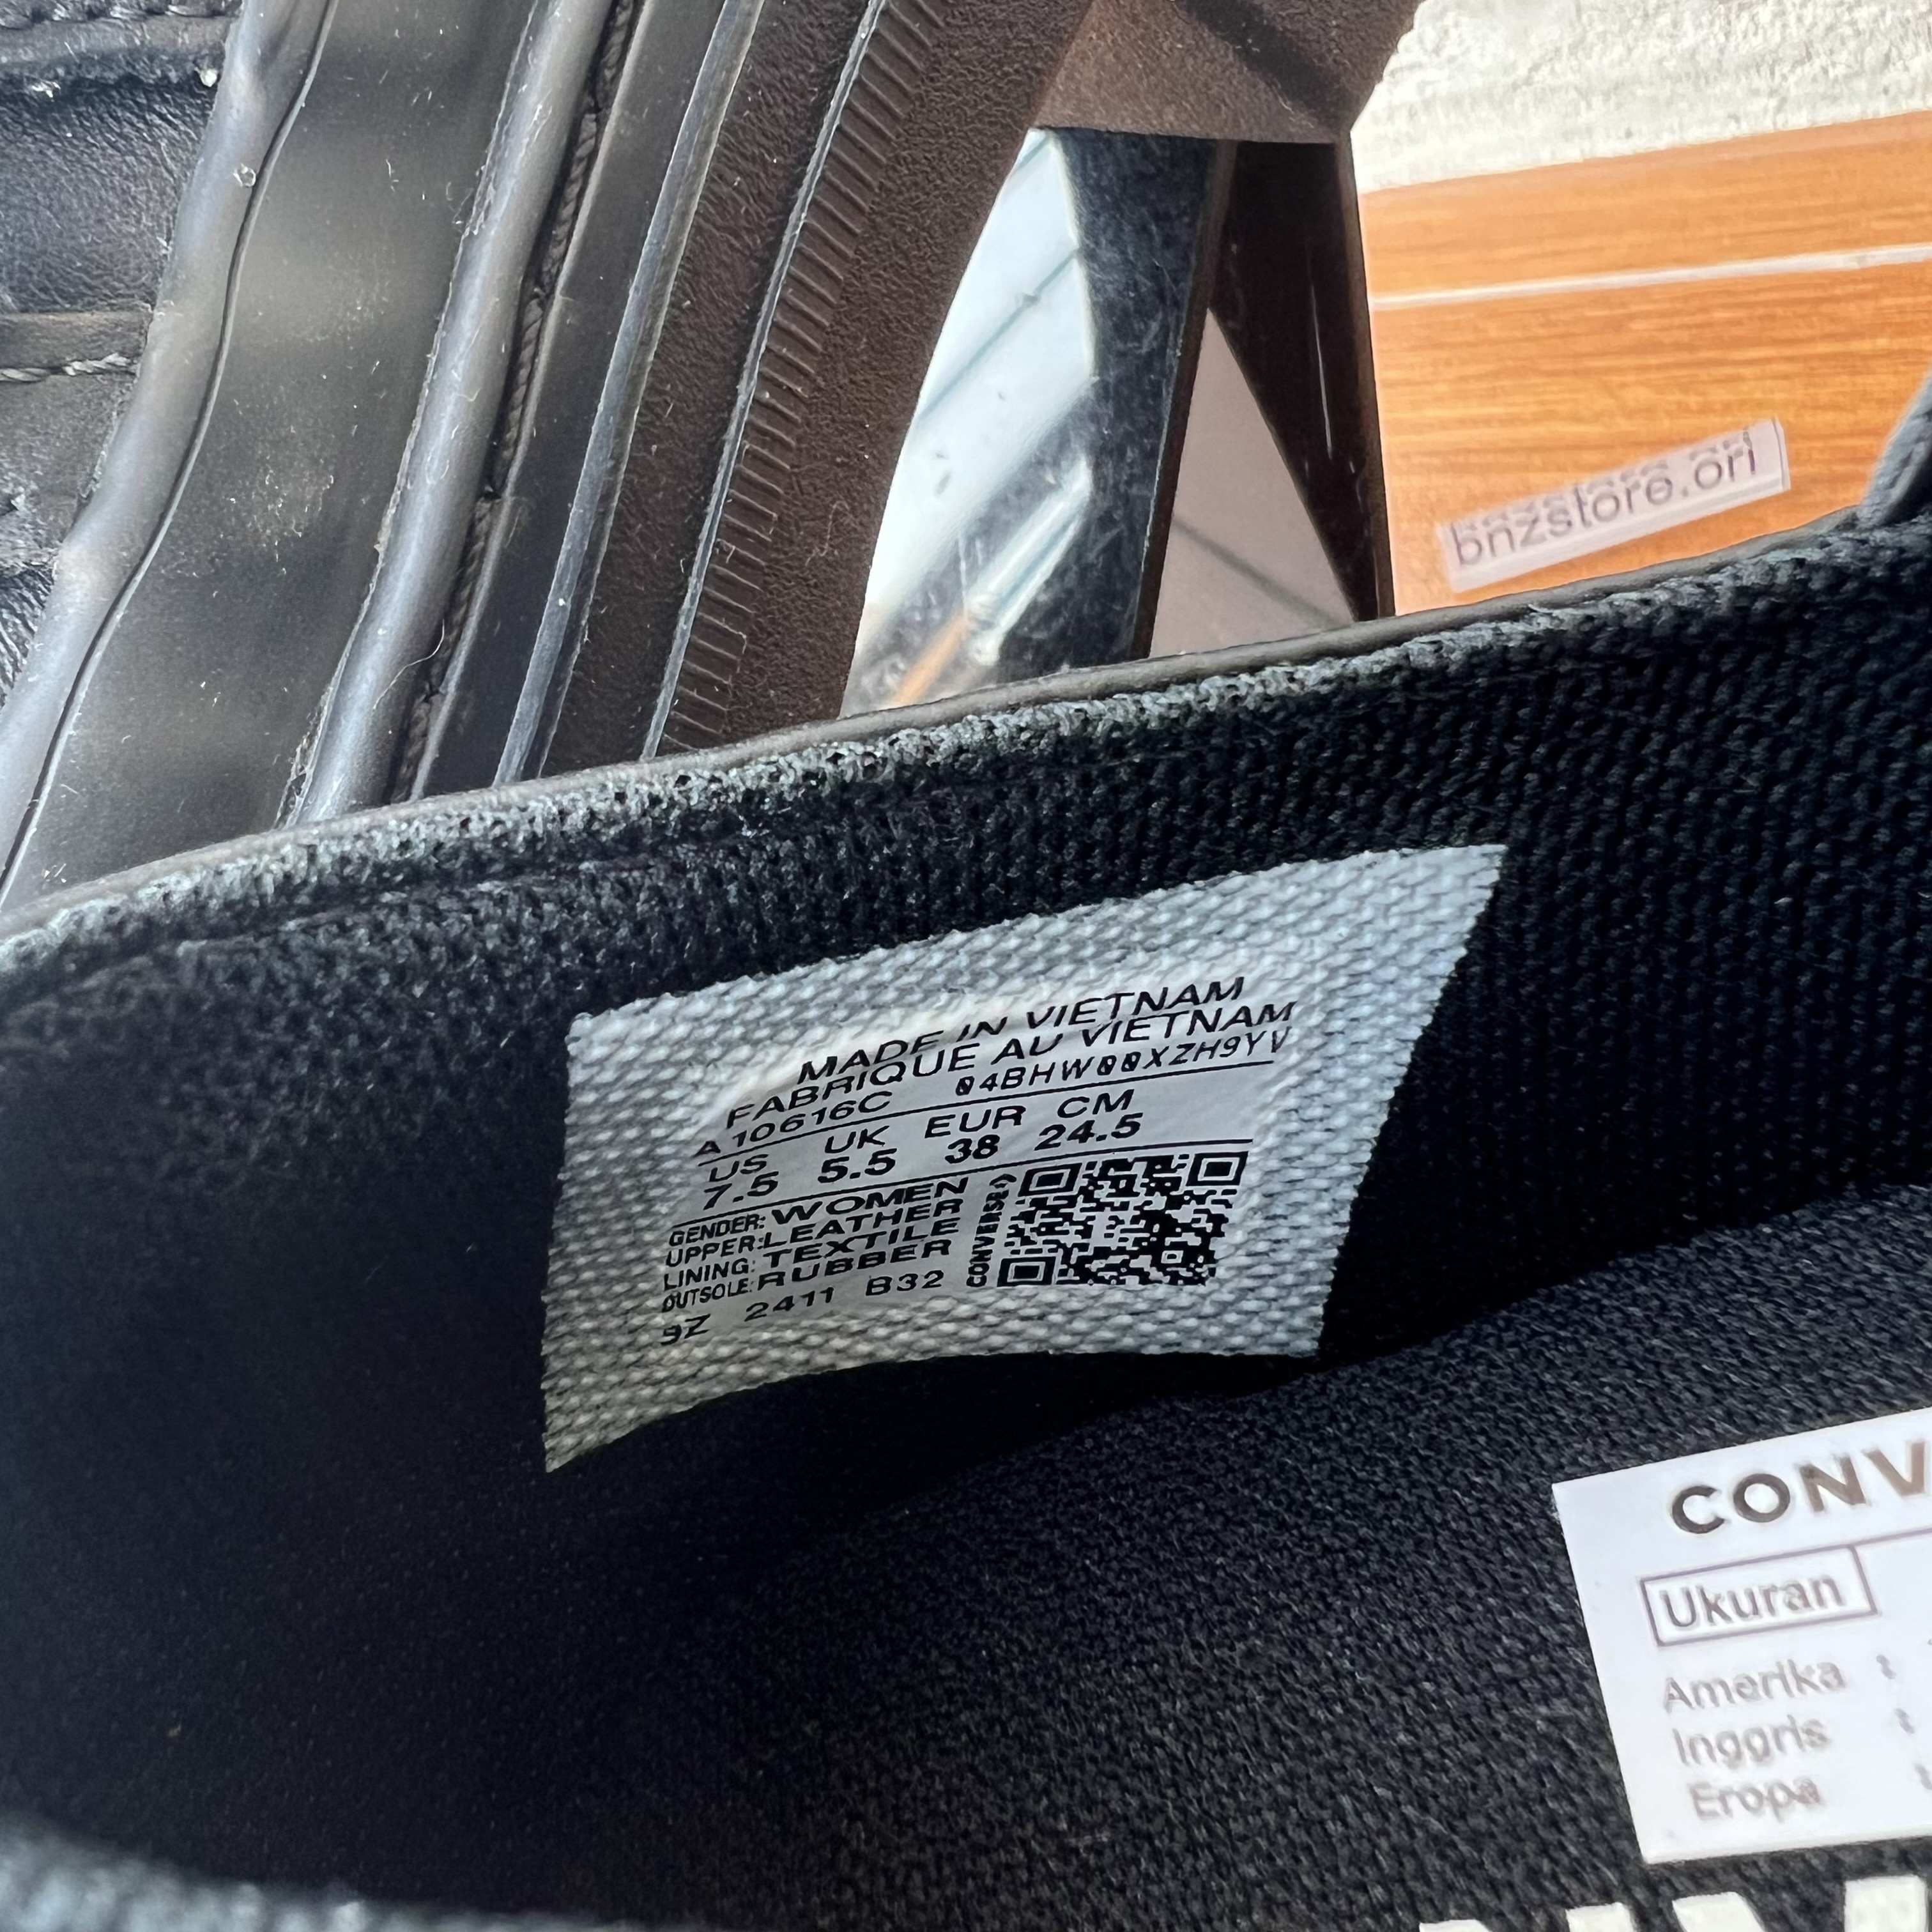 bnzstore.ori
MADE IN VIETNAM
FABRIQUE AU VIETNAM
A10616C 04BHW00XZH9YV
US UK EUR CM
7.5 5.5 38 24.5
GENDER: WOMEN
UPPER: LEATHER
LINING: TEXTILE
OUTSOLE: RUBBER
9Z 2411 B32
CONVERSE
CONV
Ukuran
Amerika :
Inggris :
Eropa :